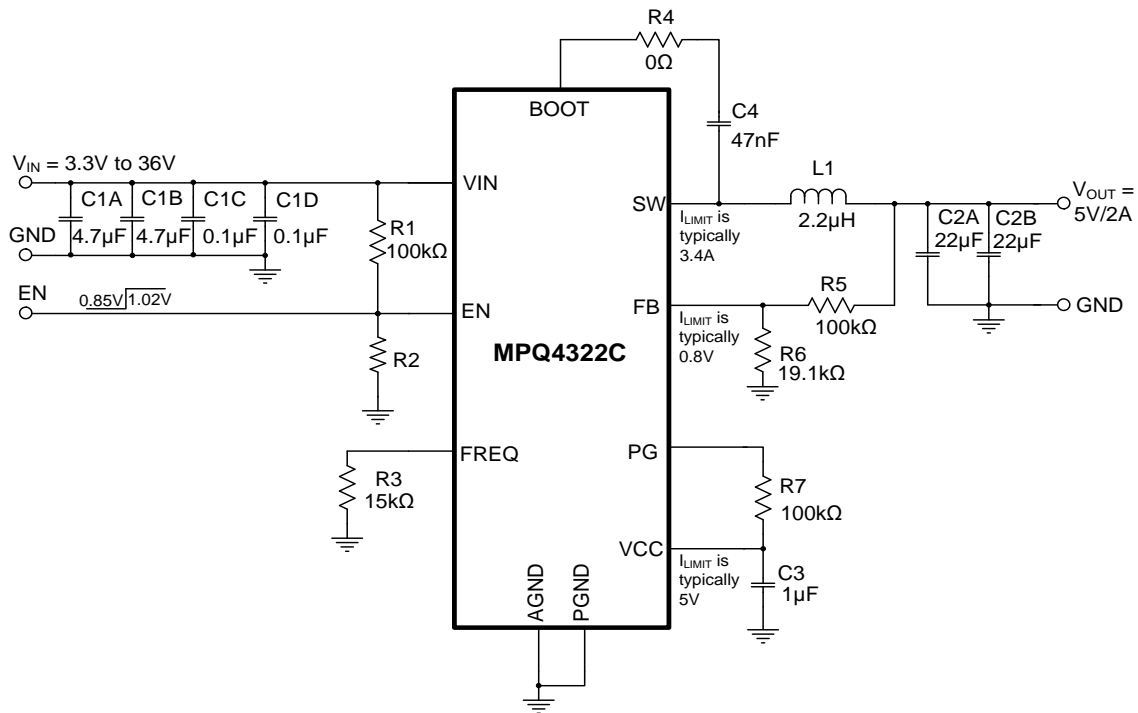 R4
0Ω
BOOT
C4
47nF
V_IN = 3.3V to 36V
VIN
C1A
C1B
C1C
C1D
4.7µF
4.7µF
0.1µF
0.1µF
GND
R1
100kΩ
SW
I_LIMIT is
typically
3.4A
L1
2.2µH
C2A
C2B
22µF
22µF
V_OUT =
5V/2A
EN
0.85V
1.02V
EN
FB
I_LIMIT is
typically
0.8V
R5
100kΩ
GND
R2
MPQ4322C
R6
19.1kΩ
FREQ
R3
15kΩ
PG
R7
100kΩ
VCC
I_LIMIT is
typically
5V
C3
1µF
AGND
PGND